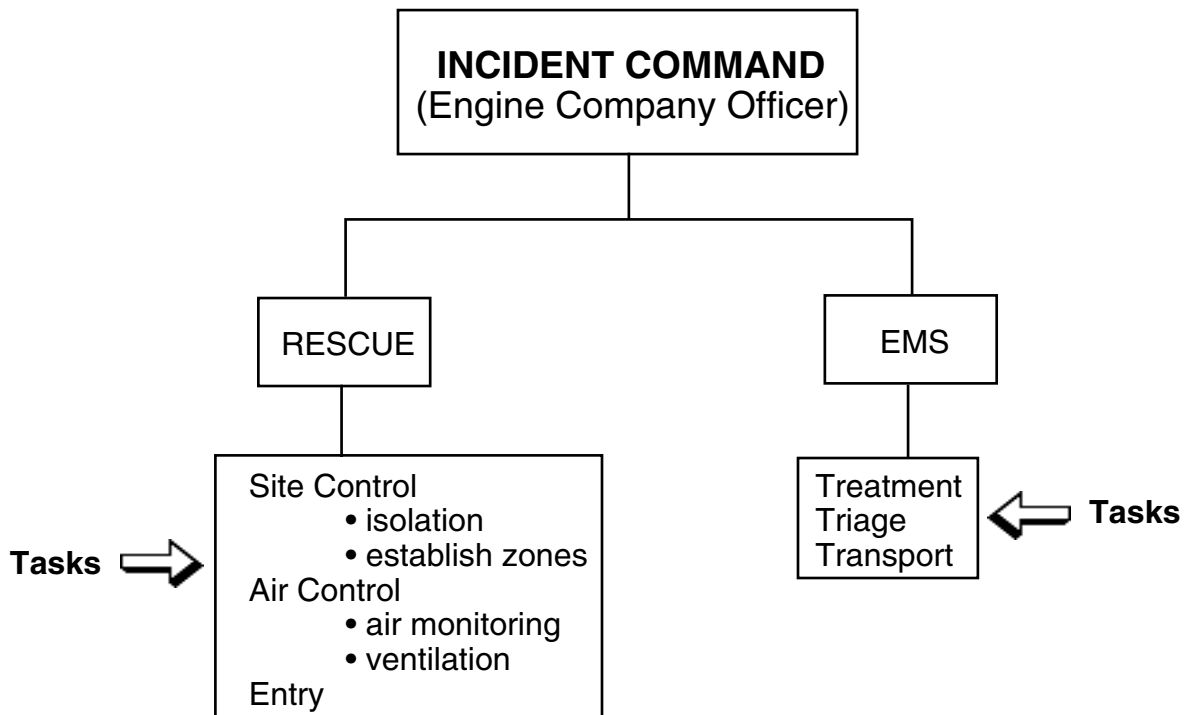 INCIDENT COMMAND
(Engine Company Officer)
RESCUE
EMS
Tasks
Site Control
• isolation
• establish zones
Air Control
• air monitoring
• ventilation
Entry
Treatment
Triage
Transport
Tasks